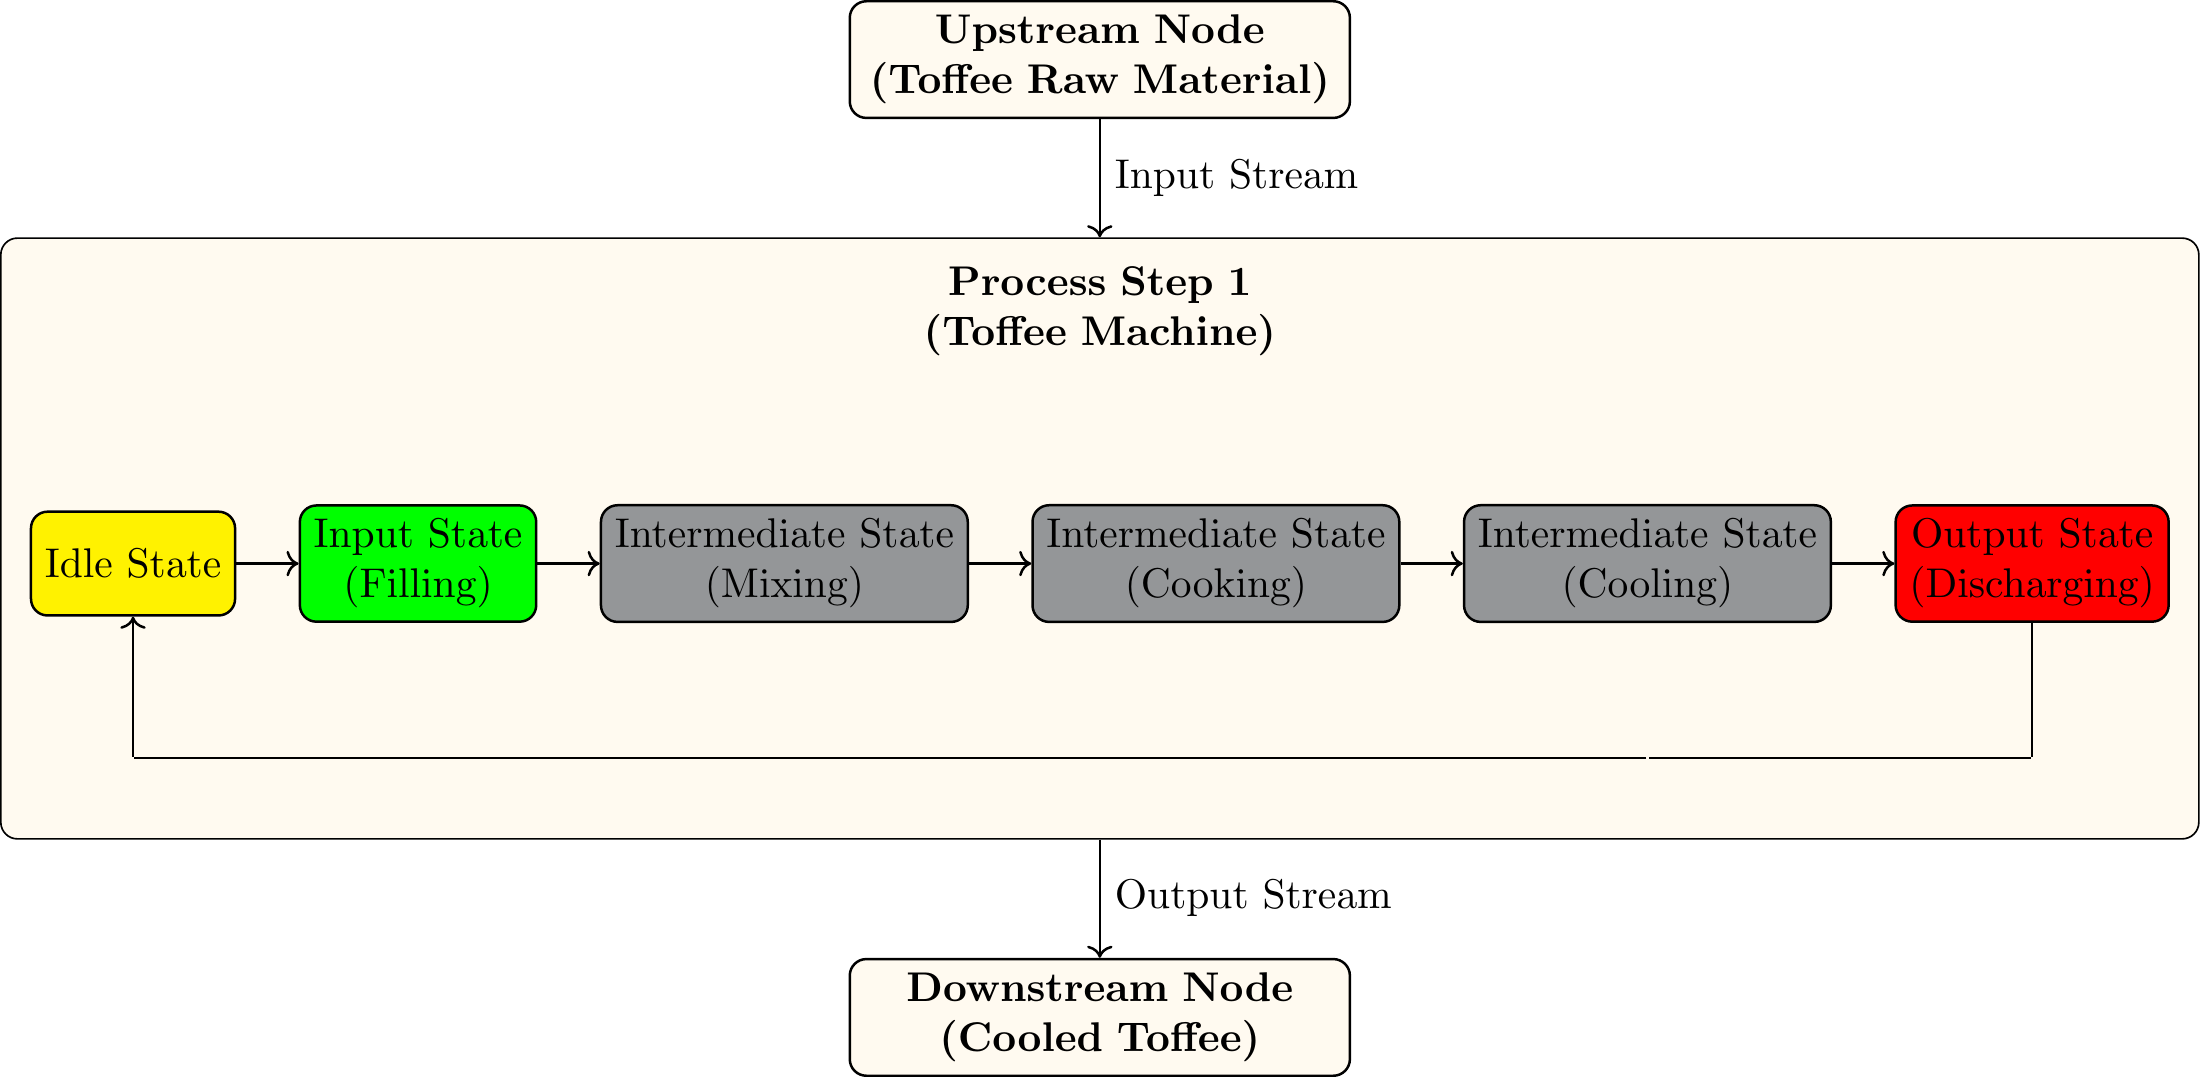 Upstream Node
(Toffee Raw Material)
Input Stream
Process Step 1
(Toffee Machine)
Idle State
Input State
(Filling)
Intermediate State
(Mixing)
Intermediate State
(Cooking)
Intermediate State
(Cooling)
Output State
(Discharging)
Output Stream
Downstream Node
(Cooled Toffee)